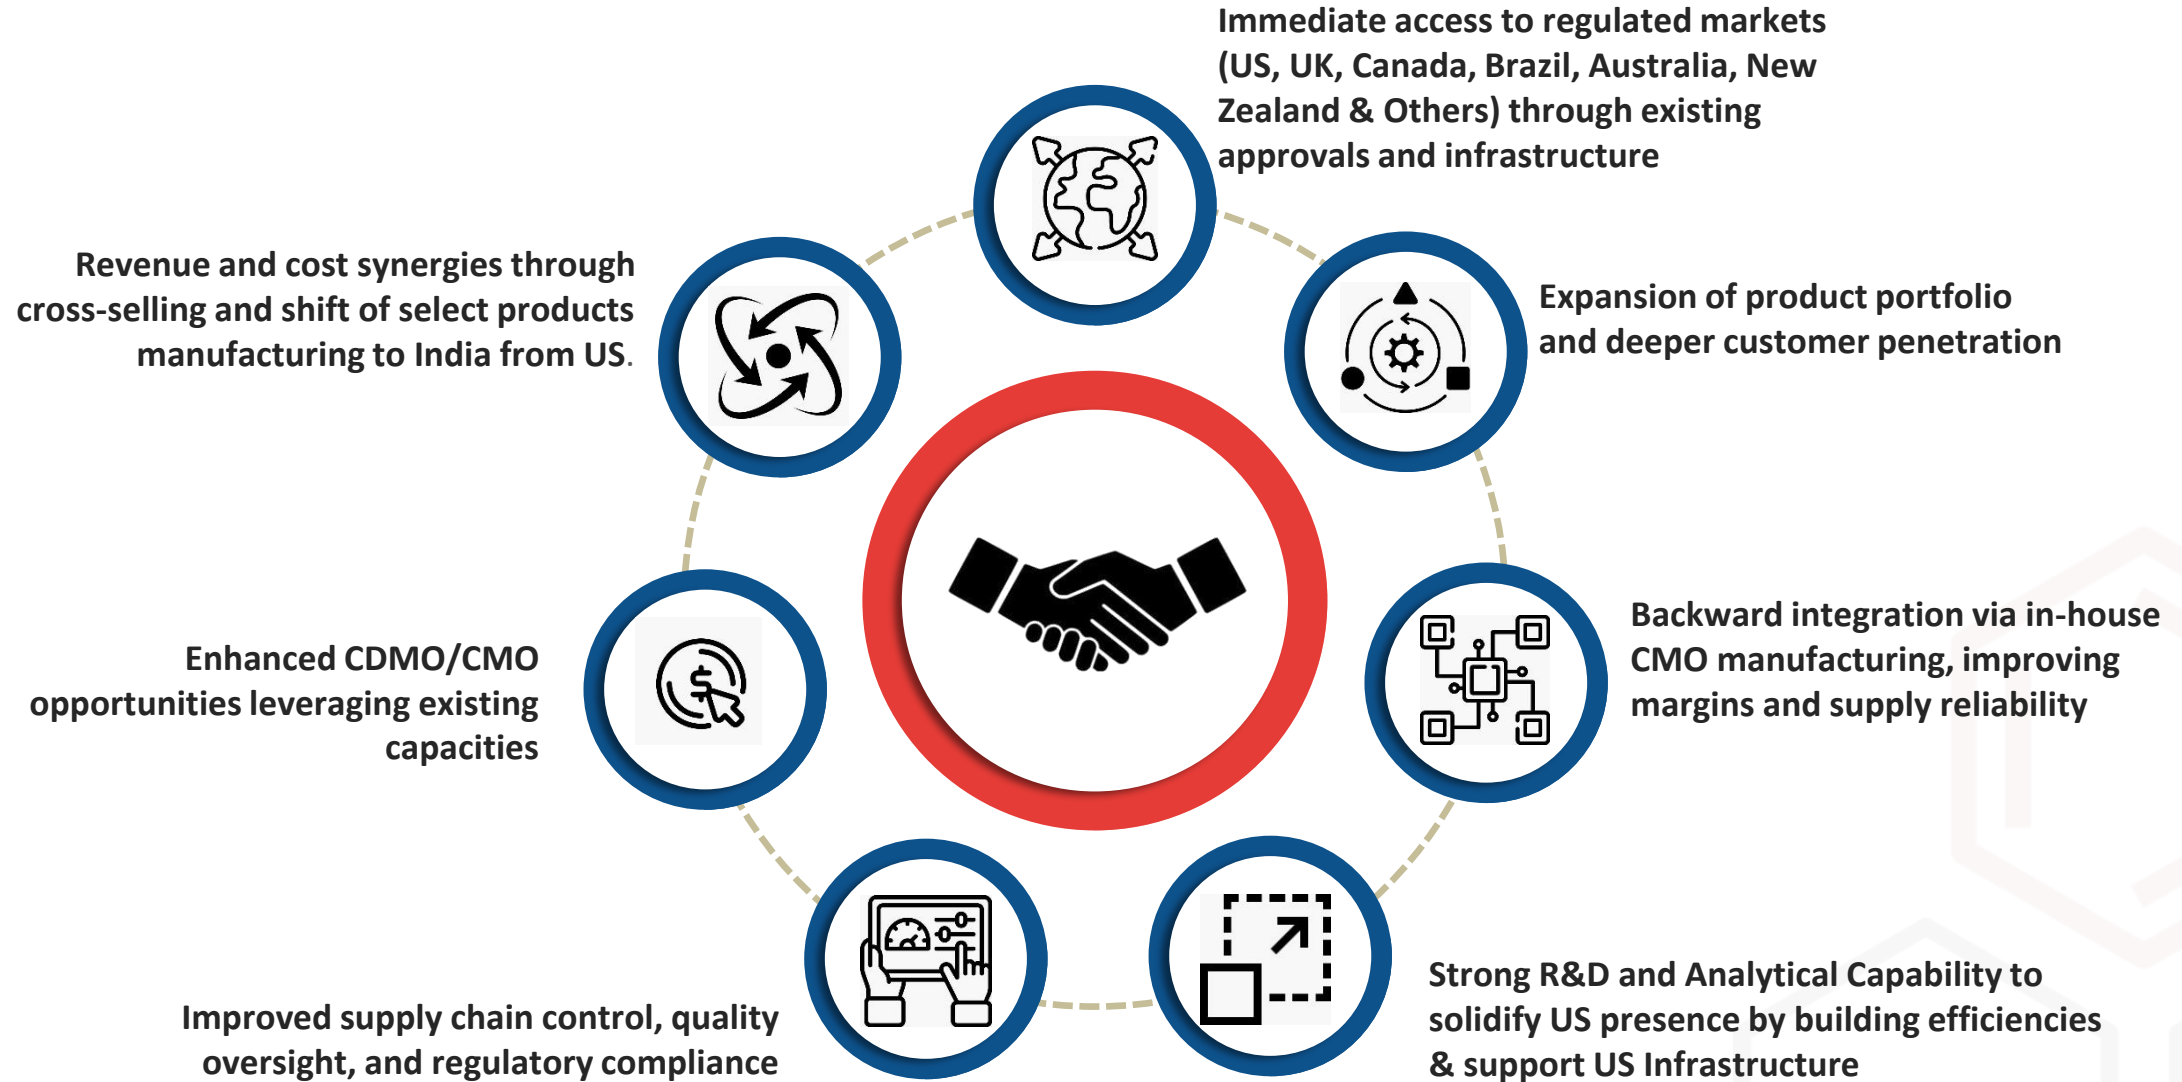 Immediate access to regulated markets
(US, UK, Canada, Brazil, Australia, New
Zealand & Others) through existing
approvals and infrastructure
Expansion of product portfolio
and deeper customer penetration
Backward integration via in-house
CMO manufacturing, improving
margins and supply reliability
Strong R&D and Analytical Capability to
solidify US presence by building efficiencies
& support US Infrastructure
Improved supply chain control, quality
oversight, and regulatory compliance
Enhanced CDMO/CMO
opportunities leveraging existing
capacities
Revenue and cost synergies through
cross-selling and shift of select products
manufacturing to India from US.
$